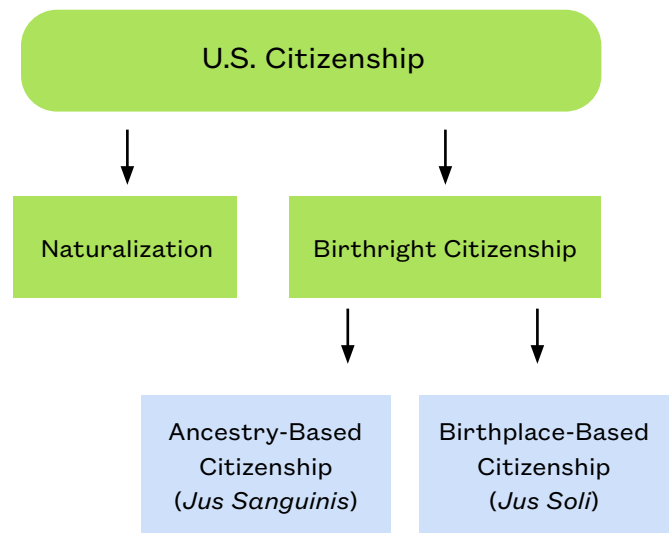 U.S. Citizenship
Naturalization
Birthright Citizenship
Ancestry-Based
Citizenship
(Jus Sanguinis)
Birthplace-Based
Citizenship
(Jus Soli)